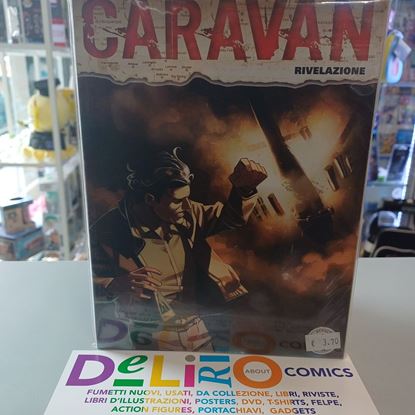 CARAVAN
RIVELAZIONE
€ 3.70
DeLiRiO ABOUT COMICS
FUMETTI NUOVI, USATI, DA COLLEZIONE, LIBRI, RIVISTE,
LIBRI D'ILLUSTRAZIONI, POSTERS, DVD, T-SHIRTS, FELPE,
ACTION FIGURES, PORTACHIAVI, GADGETS